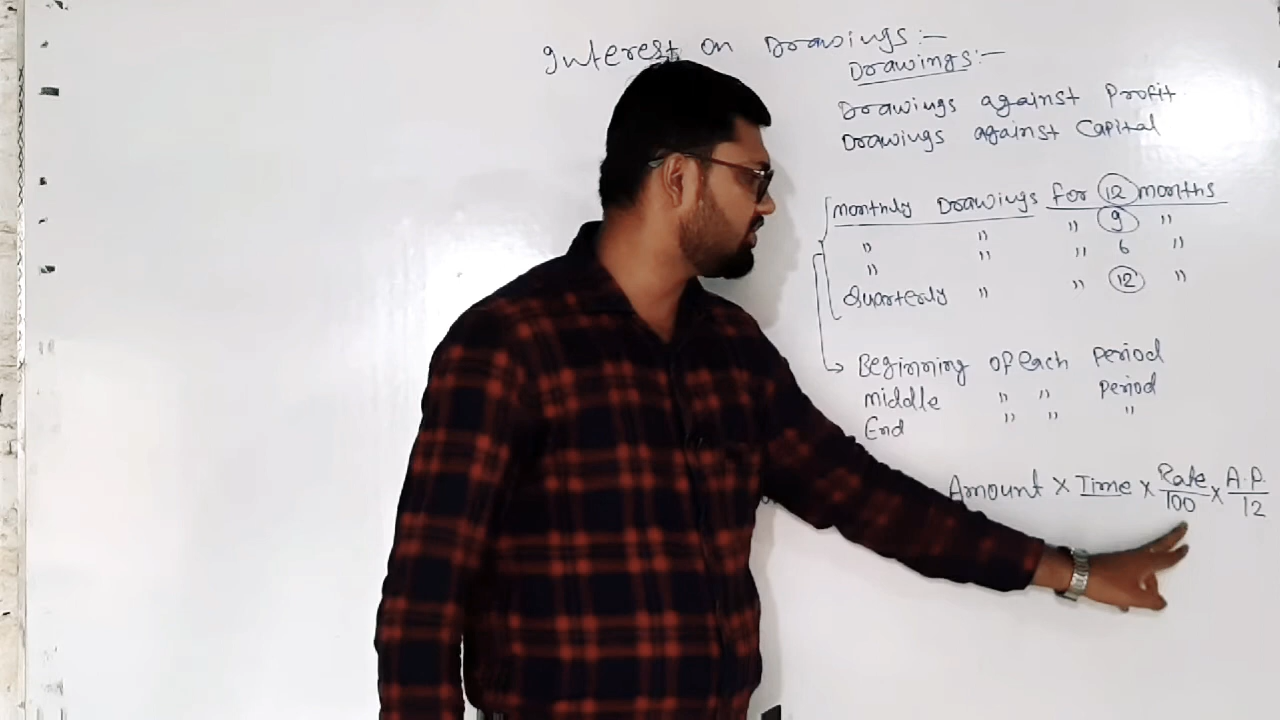 Interest on Drawings:-
Drawings:-
Drawings against Profit
Drawings against Capital
monthly Drawings for 12 months
" " " 9 "
" " " 6 "
Quarterly " " 12 "
Beginning of each period
middle " " period
End " " "
Amount x Time x Rate/100 x A.P./12